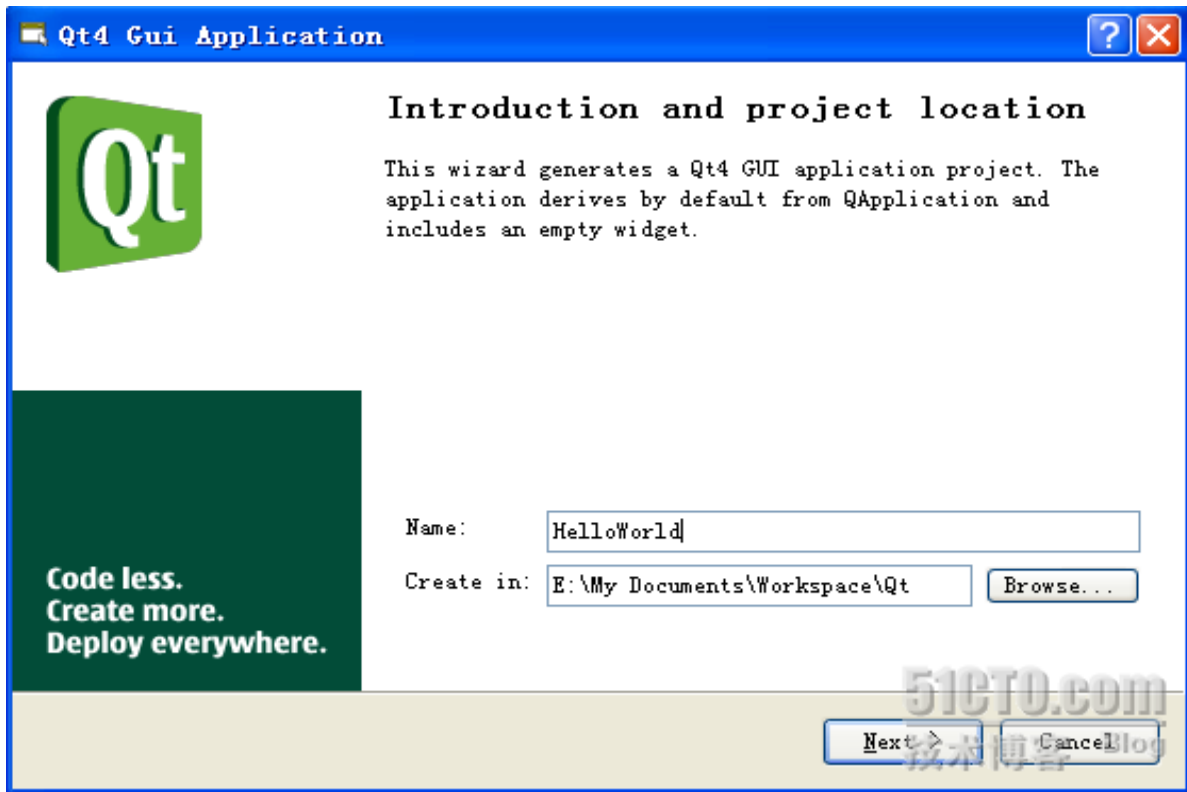 Qt4 Gui Application
Qt
Introduction and project location
This wizard generates a Qt4 GUI application project. The
application derives by default from QApplication and
includes an empty widget.
Name:
HelloWorld
Create in:
E:\My Documents\Workspace\Qt
Browse...
Code less.
Create more.
Deploy everywhere.
51CTO.com
Next >
Cancel
技术博客 Blog